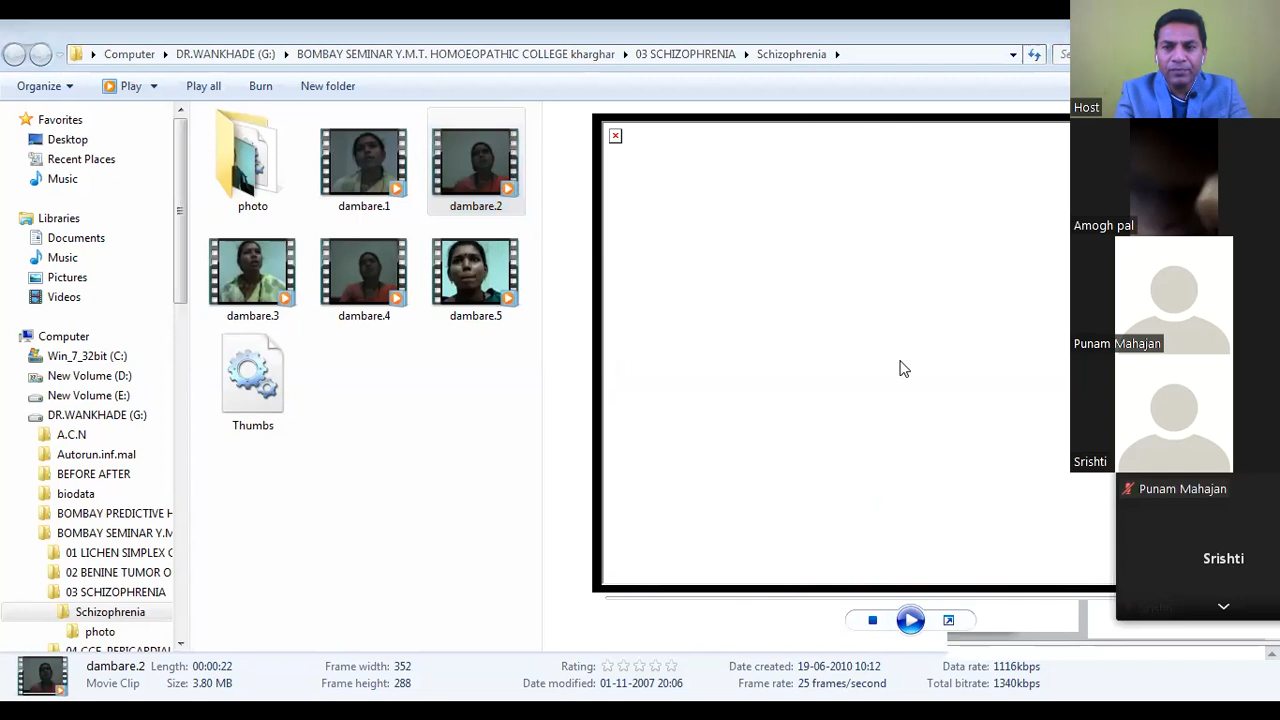 Computer DR.WANKHADE (G:) BOMBAY SEMINAR Y.M.T. HOMOEOPATHIC COLLEGE kharghar 03 SCHIZOPHRENIA Schizophrenia Se
Organize Play Play all Burn New folder
Favorites
Desktop
Recent Places
Music
Libraries
Documents
Music
Pictures
Videos
Computer
Win_7_32bit (C:)
New Volume (D:)
New Volume (E:)
DR.WANKHADE (G:)
A.C.N
Autorun.inf.mal
BEFORE AFTER
biodata
BOMBAY PREDICTIVE H
BOMBAY SEMINAR Y.M
01 LICHEN SIMPLEX C
02 BENINE TUMOR O
03 SCHIZOPHRENIA
Schizophrenia
photo
photo dambare.1 dambare.2
dambare.3 dambare.4 dambare.5
Thumbs
Host
Amogh pal
Punam Mahajan
Srishti
Punam Mahajan
Srishti
dambare.2 Length: 00:00:22 Frame width: 352 Rating: Date created: 19-06-2010 10:12 Data rate: 1116kbps
Movie Clip Size: 3.80 MB Frame height: 288 Date modified: 01-11-2007 20:06 Frame rate: 25 frames/second Total bitrate: 1340kbps